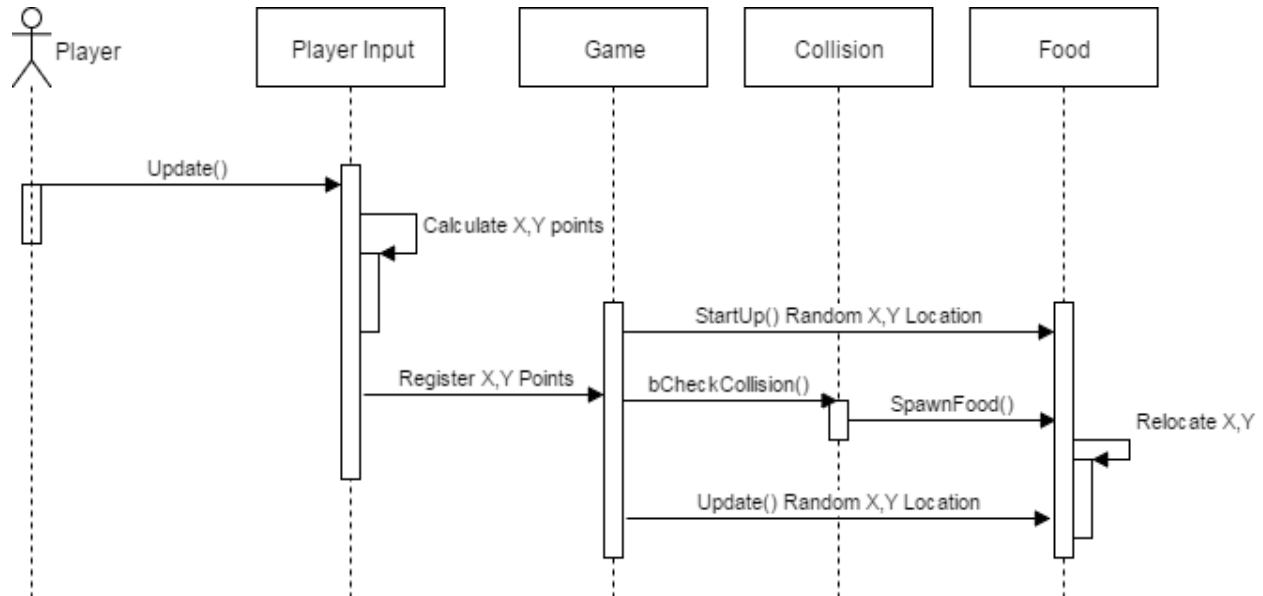 Player
Player Input
Game
Collision
Food
Update()
Calculate X,Y points
StartUp() Random X,Y Location
Register X,Y Points
bCheckCollision()
SpawnFood()
Relocate X,Y
Update() Random X,Y Location